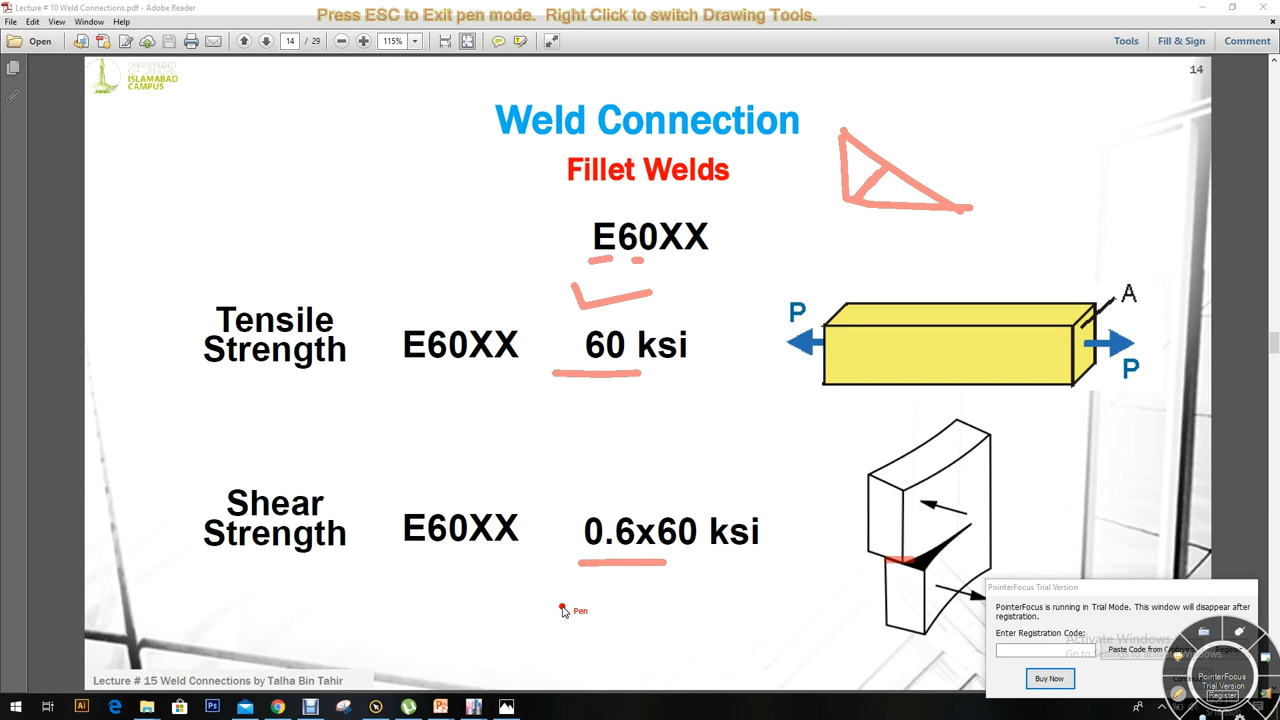 Lecture # 10 Weld Connections.pdf - Adobe Reader
Press ESC to Exit pen mode. Right Click to switch Drawing Tools.
File Edit View Window Help
Open 14 / 29 115% Tools Fill & Sign Comment
ISLAMABAD
CAMPUS
14
Weld Connection
Fillet Welds
E60XX
Tensile
Strength
E60XX 60 ksi
P A
P
Shear
Strength
E60XX 0.6x60 ksi
Pen
PointerFocus Trial Version
PointerFocus is running in Trial Mode. This window will disappear after
registration.
Enter Registration Code:
Activate Windows
Paste Code from
Buy Now
PointerFocus
Trial Version
Register
Lecture # 15 Weld Connections by Talha Bin Tahir